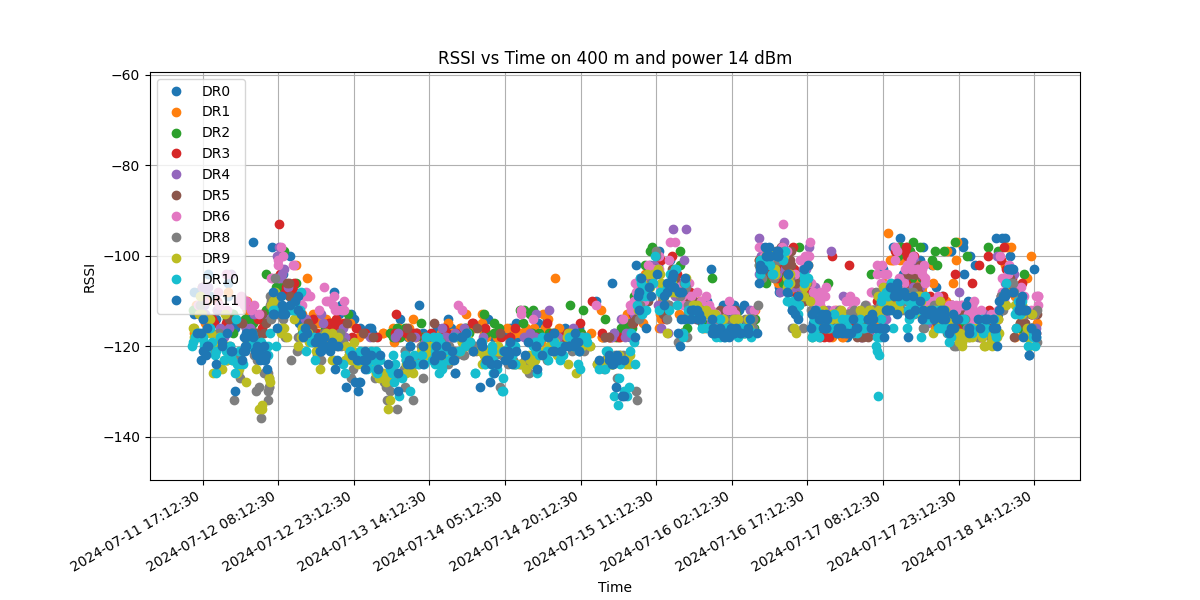 RSSI vs Time on 400 m and power 14 dBm
−60
−80
−100
−120
−140
RSSI
DR0
DR1
DR2
DR3
DR4
DR5
DR6
DR8
DR9
DR10
DR11
2024-07-11 17:12:30
2024-07-12 08:12:30
2024-07-12 23:12:30
2024-07-13 14:12:30
2024-07-14 05:12:30
2024-07-14 20:12:30
2024-07-15 11:12:30
2024-07-16 02:12:30
2024-07-16 17:12:30
2024-07-17 08:12:30
2024-07-17 23:12:30
2024-07-18 14:12:30
Time